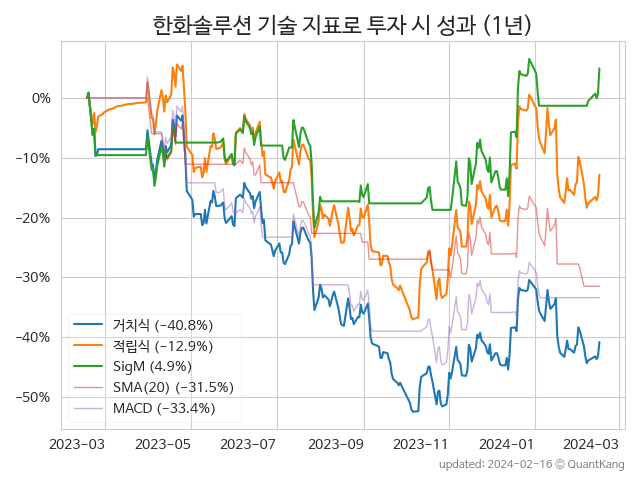 한화솔루션 기술 지표로 투자 시 성과 (1년)
0%
−10%
−20%
−30%
−40%
−50%
거치식 (−40.8%)
적립식 (−12.9%)
SigM (4.9%)
SMA(20) (−31.5%)
MACD (−33.4%)
2023-03 2023-05 2023-07 2023-09 2023-11 2024-01 2024-03
updated: 2024-02-16 © QuantKang